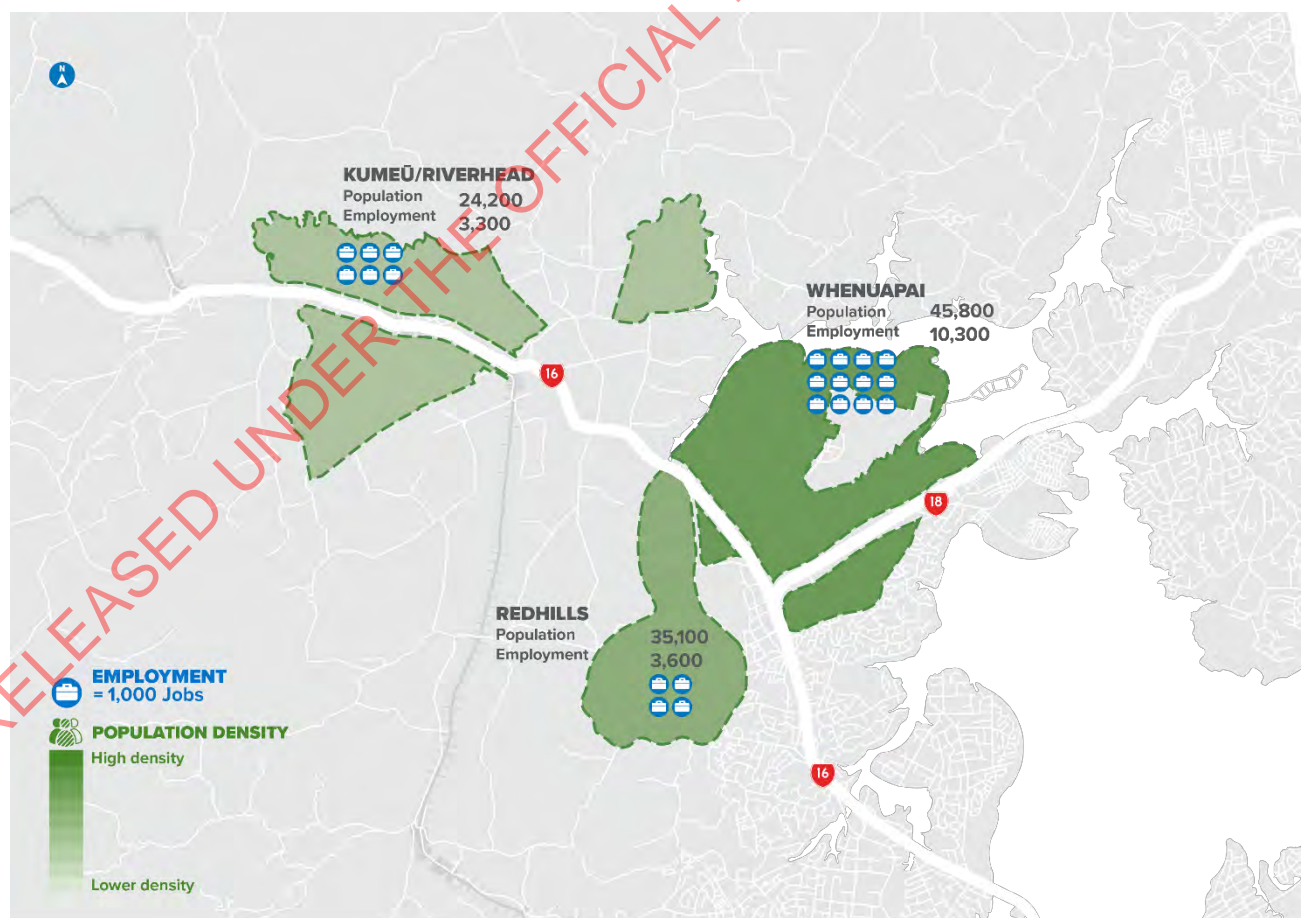 N
KUMEŪ/RIVERHEAD
Population 24,200
Employment 3,300
WHENUAPAI
Population 45,800
Employment 10,300
16
18
REDHILLS
Population 35,100
Employment 3,600
16
EMPLOYMENT
= 1,000 Jobs
POPULATION DENSITY
High density
Lower density
RELEASED UNDER THE OFFICIAL